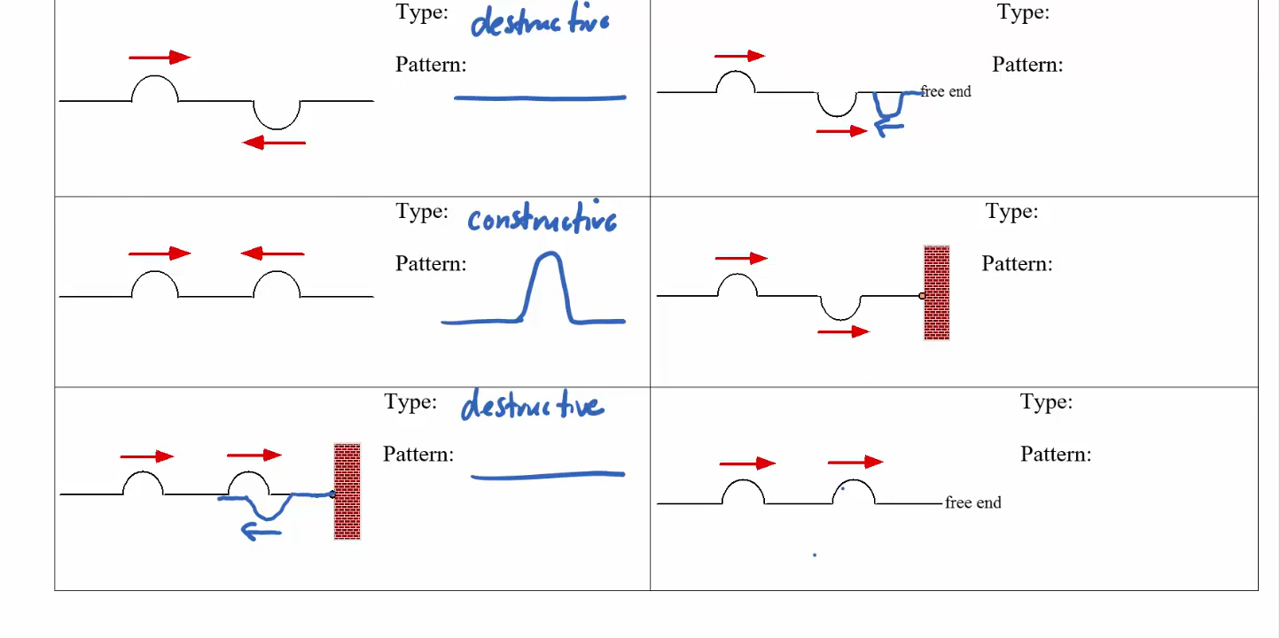 Type: destructive
Pattern:
Type:
Pattern:
free end
Type: constructive
Pattern:
Type:
Pattern:
Type: destructive
Pattern:
Type:
Pattern:
free end